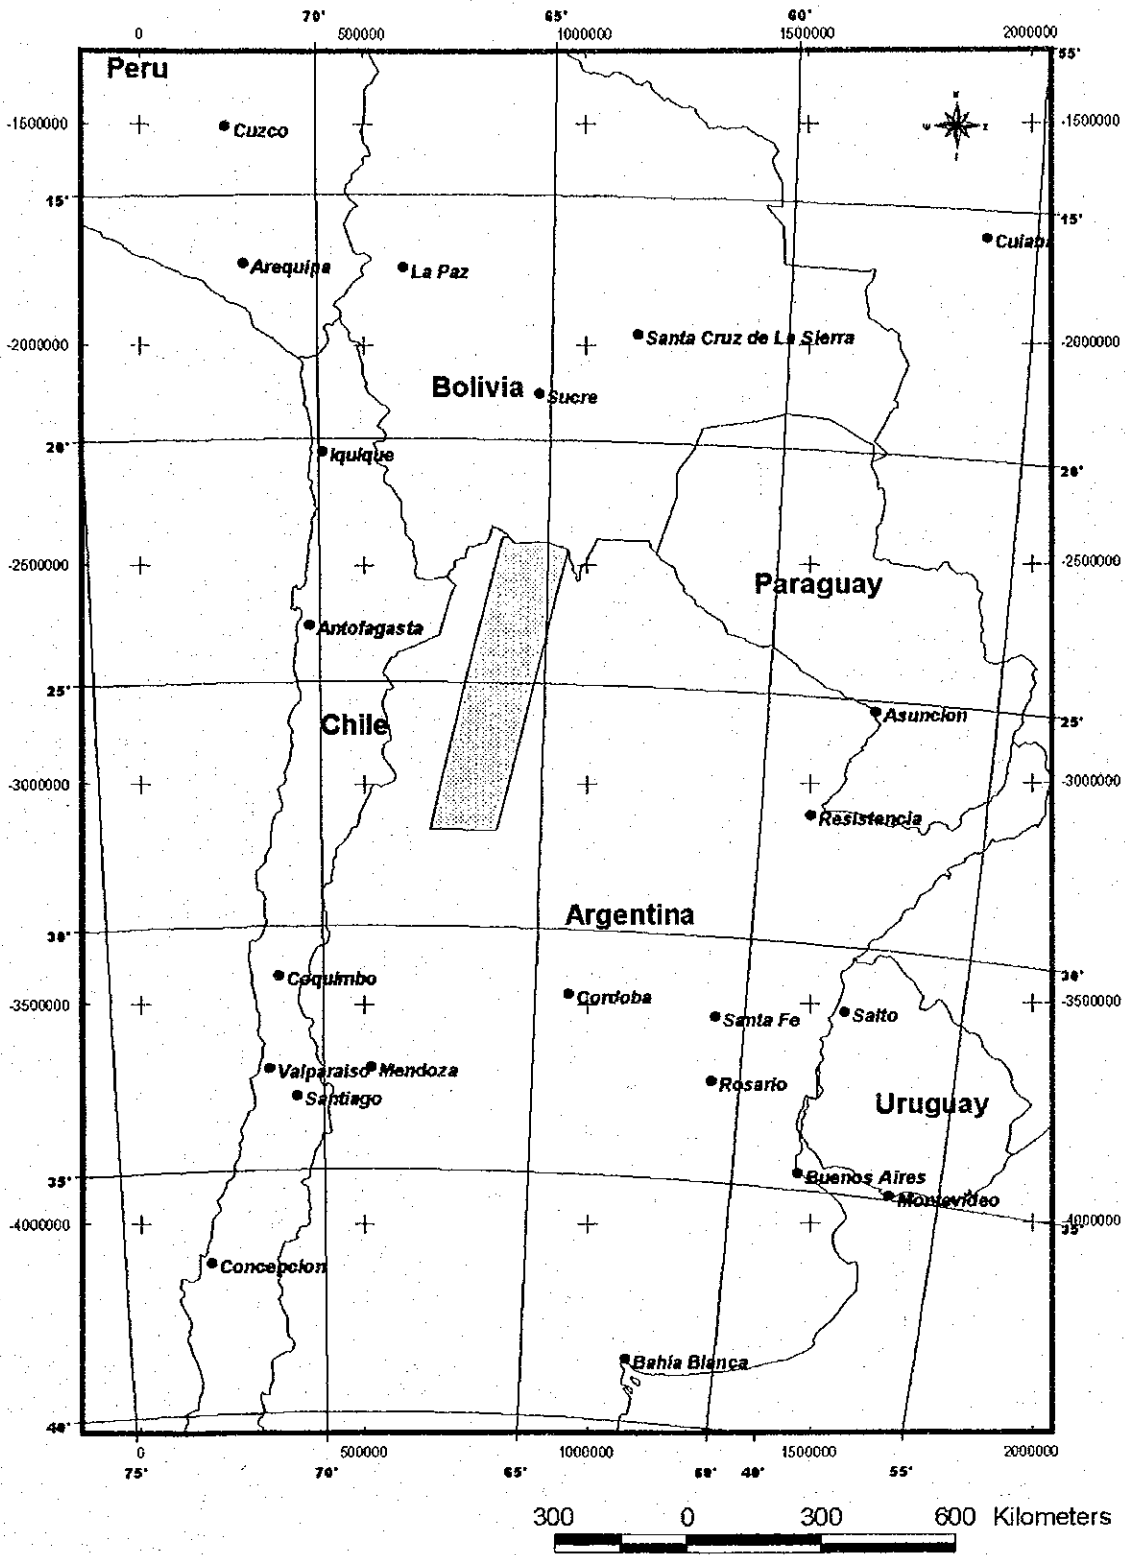 70° 65° 60°
0 500000 1000000 1500000 2000000
55°
Peru
-1500000 Cuzco -1500000
15° 15°
Cuiab
Arequipa La Paz
Santa Cruz de La Sierra
-2000000 -2000000
Bolivia Sucre
20° Iquique 20°
-2500000 -2500000
Paraguay
Antofagasta
25° 25°
Chile Asuncion
-3000000 -3000000
Resistencia
Argentina
30° 30°
Coquimbo
Cordoba
-3500000 -3500000
Santa Fe Salto
Valparaiso Mendoza
Rosario
Santiago
Uruguay
35° Buenos Aires
Montevideo
-4000000 -4000000
35°
Concepcion
Bahia Blanca
40°
0 500000 1000000 1500000 2000000
75° 70° 65° 60° 40° 55°
300 0 300 600 Kilometers